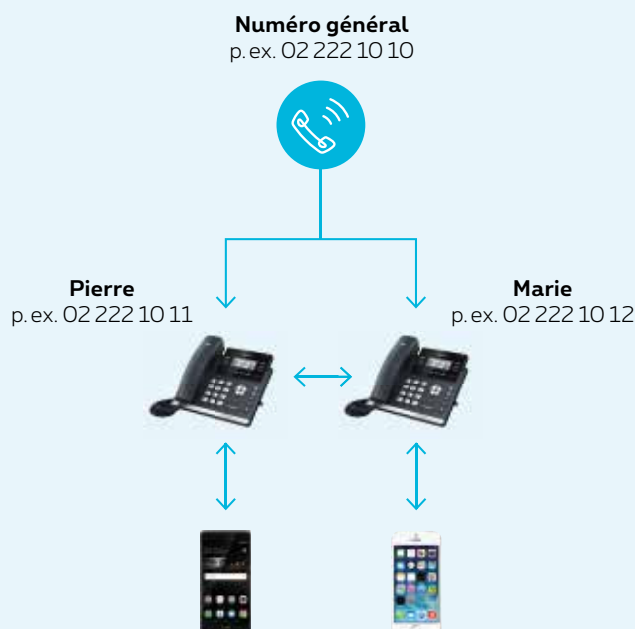 Numéro général
p. ex. 02 222 10 10
Pierre
p. ex. 02 222 10 11
Marie
p. ex. 02 222 10 12